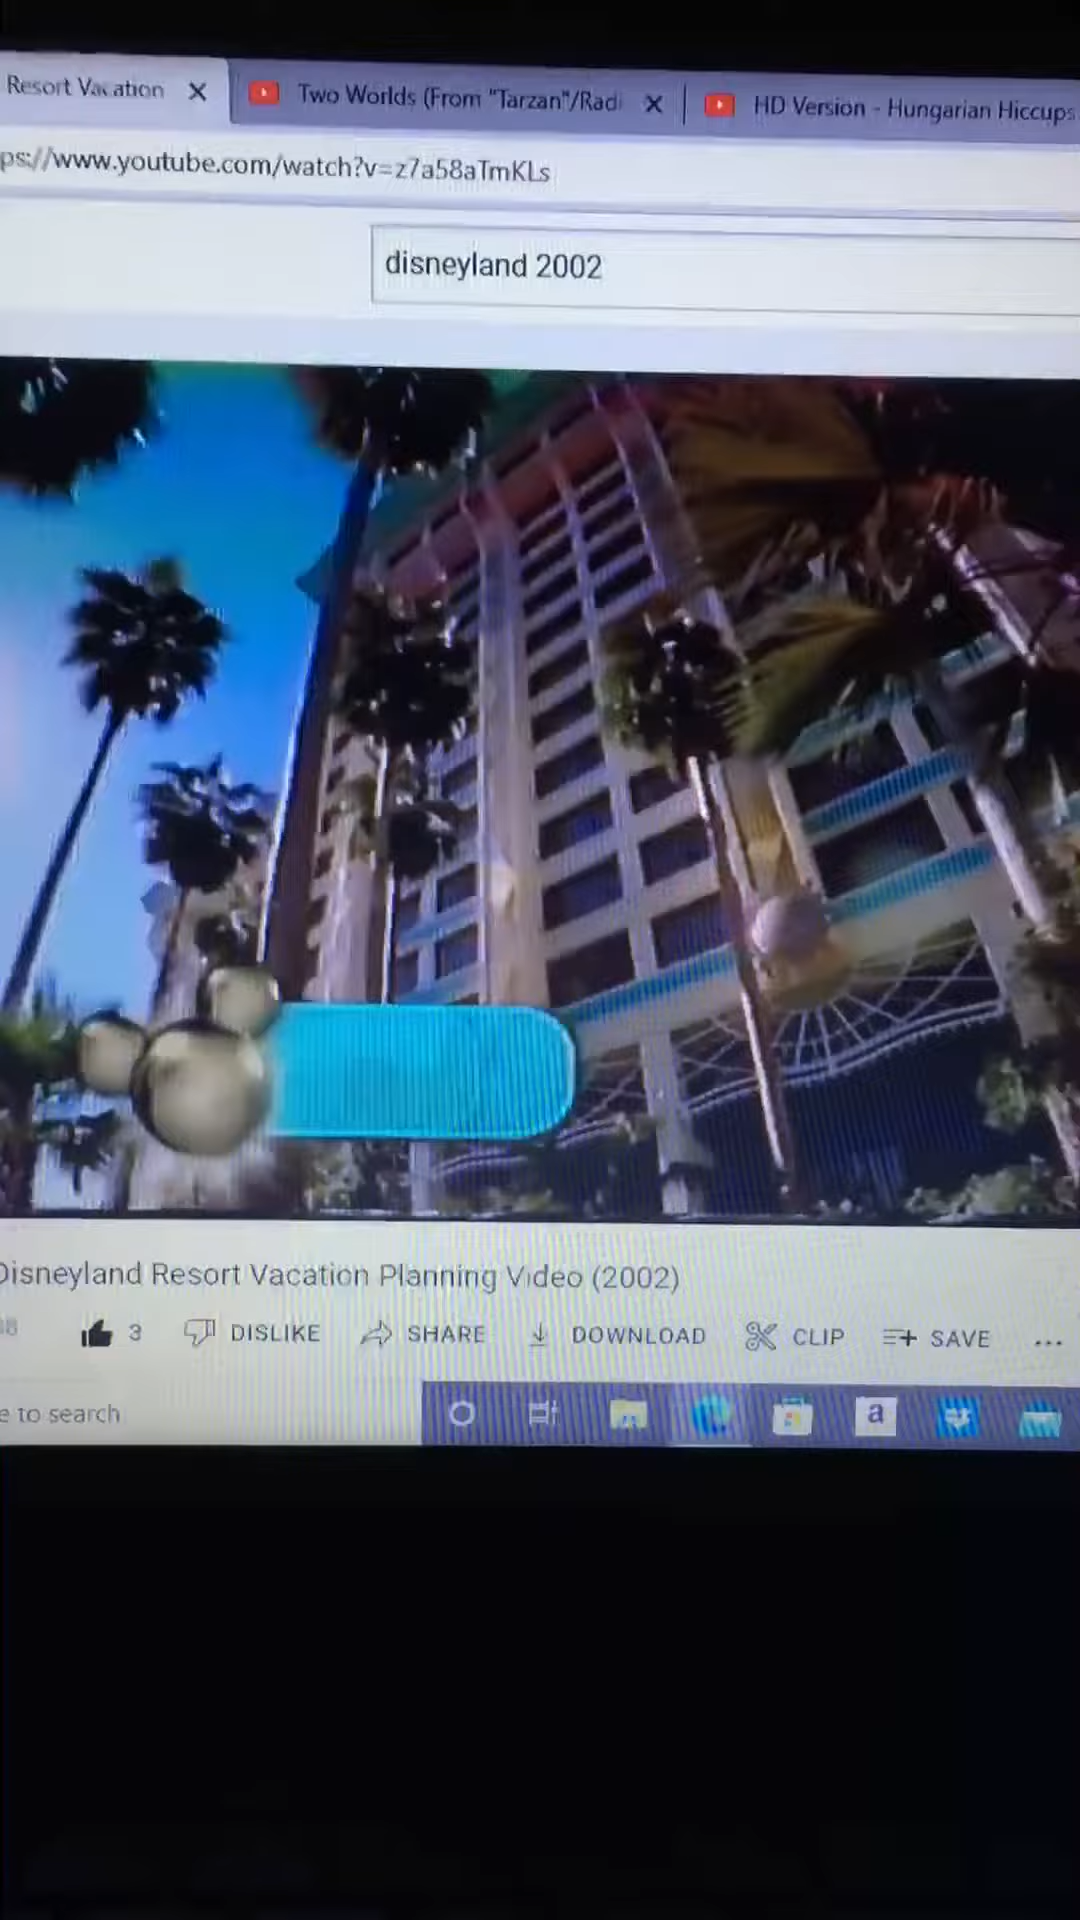 Resort Vacation
Two Worlds (From "Tarzan"/Rad
HD Version - Hungarian Hiccups
ps://www.youtube.com/watch?v=z7a58aTmKLs
disneyland 2002
Disneyland Resort Vacation Planning Video (2002)
3 DISLIKE SHARE DOWNLOAD CLIP SAVE ...
e to search
a